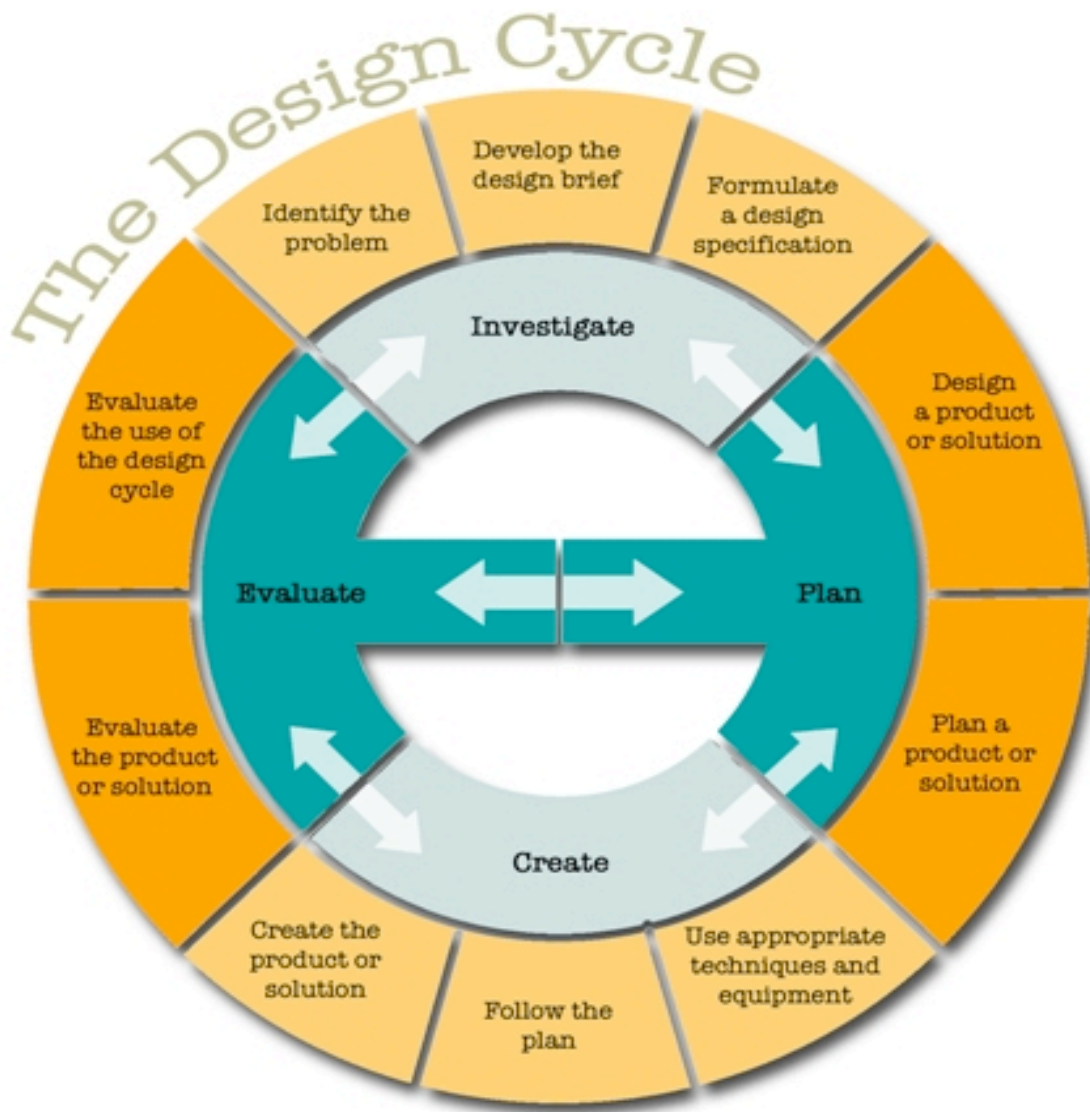 The Design Cycle
Identify the
problem
Develop the
design brief
Formulate
a design
specification
Investigate
Design
a product
or solution
Plan
Plan a
product or
solution
Use appropriate
techniques and
equipment
Create
Follow the
plan
Create the
product or
solution
Evaluate
the product
or solution
Evaluate
Evaluate
the use of
the design
cycle